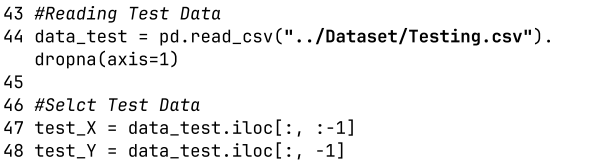 43 #Reading Test Data
44 data_test = pd.read_csv("../Dataset/Testing.csv").
dropna(axis=1)
45
46 #Selct Test Data
47 test_X = data_test.iloc[:, :-1]
48 test_Y = data_test.iloc[:, -1]